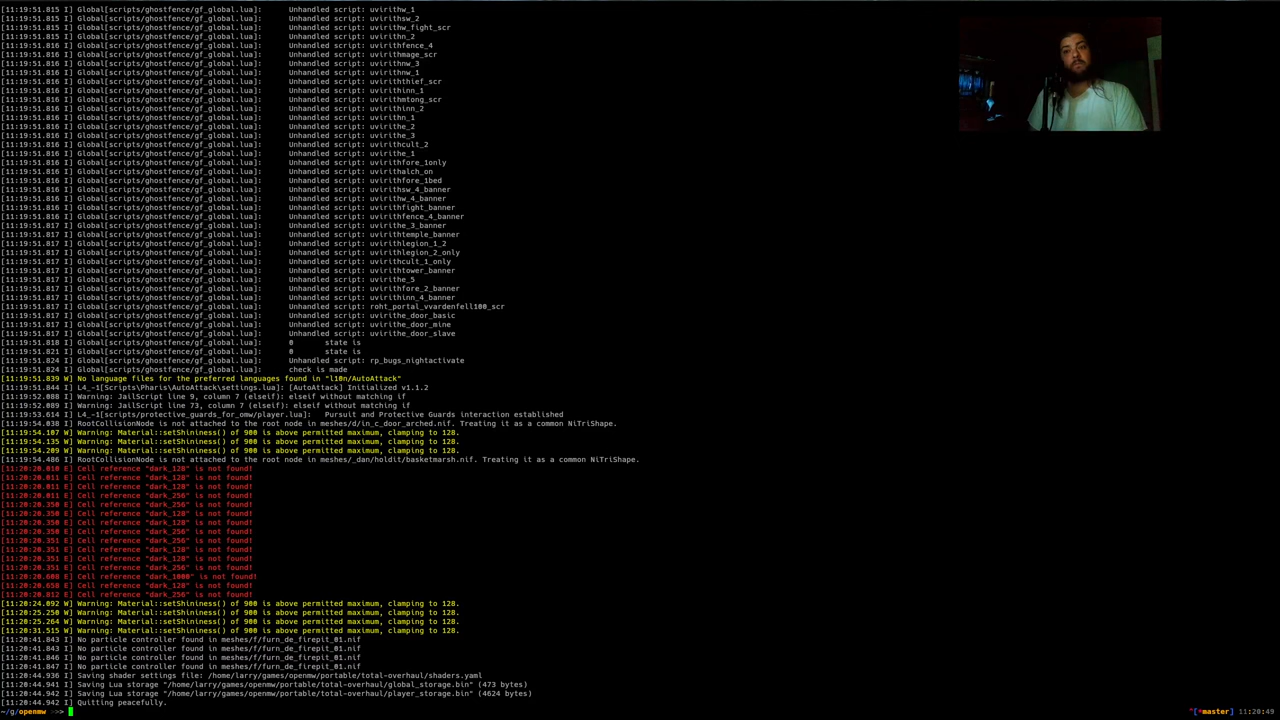 [11:19:51.815 I] Global[scripts/ghostfence/gf_global.lua]:	Unhandled script: uvirithw_1
[11:19:51.815 I] Global[scripts/ghostfence/gf_global.lua]:	Unhandled script: uvirithsw_2
[11:19:51.815 I] Global[scripts/ghostfence/gf_global.lua]:	Unhandled script: uvirithw_fight_scr
[11:19:51.815 I] Global[scripts/ghostfence/gf_global.lua]:	Unhandled script: uvirithn_2
[11:19:51.816 I] Global[scripts/ghostfence/gf_global.lua]:	Unhandled script: uvirithfence_4
[11:19:51.816 I] Global[scripts/ghostfence/gf_global.lua]:	Unhandled script: uvirithmage_scr
[11:19:51.816 I] Global[scripts/ghostfence/gf_global.lua]:	Unhandled script: uvirithnw_3
[11:19:51.816 I] Global[scripts/ghostfence/gf_global.lua]:	Unhandled script: uvirithnw_1
[11:19:51.816 I] Global[scripts/ghostfence/gf_global.lua]:	Unhandled script: uviriththief_scr
[11:19:51.816 I] Global[scripts/ghostfence/gf_global.lua]:	Unhandled script: uvirithinn_1
[11:19:51.816 I] Global[scripts/ghostfence/gf_global.lua]:	Unhandled script: uvirithmtong_scr
[11:19:51.816 I] Global[scripts/ghostfence/gf_global.lua]:	Unhandled script: uvirithinn_2
[11:19:51.816 I] Global[scripts/ghostfence/gf_global.lua]:	Unhandled script: uvirithn_1
[11:19:51.816 I] Global[scripts/ghostfence/gf_global.lua]:	Unhandled script: uvirithe_2
[11:19:51.816 I] Global[scripts/ghostfence/gf_global.lua]:	Unhandled script: uvirithe_3
[11:19:51.816 I] Global[scripts/ghostfence/gf_global.lua]:	Unhandled script: uvirithcult_2
[11:19:51.816 I] Global[scripts/ghostfence/gf_global.lua]:	Unhandled script: uvirithe_1
[11:19:51.816 I] Global[scripts/ghostfence/gf_global.lua]:	Unhandled script: uvirithfore_1only
[11:19:51.816 I] Global[scripts/ghostfence/gf_global.lua]:	Unhandled script: uvirithalch_on
[11:19:51.816 I] Global[scripts/ghostfence/gf_global.lua]:	Unhandled script: uvirithfore_1bed
[11:19:51.816 I] Global[scripts/ghostfence/gf_global.lua]:	Unhandled script: uvirithsw_4_banner
[11:19:51.816 I] Global[scripts/ghostfence/gf_global.lua]:	Unhandled script: uvirithw_4_banner
[11:19:51.816 I] Global[scripts/ghostfence/gf_global.lua]:	Unhandled script: uvirithfight_banner
[11:19:51.816 I] Global[scripts/ghostfence/gf_global.lua]:	Unhandled script: uvirithfence_4_banner
[11:19:51.817 I] Global[scripts/ghostfence/gf_global.lua]:	Unhandled script: uvirithe_3_banner
[11:19:51.817 I] Global[scripts/ghostfence/gf_global.lua]:	Unhandled script: uvirithtemple_banner
[11:19:51.817 I] Global[scripts/ghostfence/gf_global.lua]:	Unhandled script: uvirithlegion_1_2
[11:19:51.817 I] Global[scripts/ghostfence/gf_global.lua]:	Unhandled script: uvirithlegion_2_only
[11:19:51.817 I] Global[scripts/ghostfence/gf_global.lua]:	Unhandled script: uvirithcult_1_only
[11:19:51.817 I] Global[scripts/ghostfence/gf_global.lua]:	Unhandled script: uvirithtower_banner
[11:19:51.817 I] Global[scripts/ghostfence/gf_global.lua]:	Unhandled script: uvirithe_5
[11:19:51.817 I] Global[scripts/ghostfence/gf_global.lua]:	Unhandled script: uvirithfore_2_banner
[11:19:51.817 I] Global[scripts/ghostfence/gf_global.lua]:	Unhandled script: uvirithinn_4_banner
[11:19:51.817 I] Global[scripts/ghostfence/gf_global.lua]:	Unhandled script: roht_portal_vvardenfell100_scr
[11:19:51.817 I] Global[scripts/ghostfence/gf_global.lua]:	Unhandled script: uvirithe_door_basic
[11:19:51.817 I] Global[scripts/ghostfence/gf_global.lua]:	Unhandled script: uvirithe_door_mine
[11:19:51.817 I] Global[scripts/ghostfence/gf_global.lua]:	Unhandled script: uvirithe_door_slave
[11:19:51.818 I] Global[scripts/ghostfence/gf_global.lua]:	0	state is
[11:19:51.821 I] Global[scripts/ghostfence/gf_global.lua]:	0	state is
[11:19:51.824 I] Global[scripts/ghostfence/gf_global.lua]:	Unhandled script: rp_bugs_nightactivate
[11:19:51.824 I] Global[scripts/ghostfence/gf_global.lua]:	check is made
[11:19:51.839 W] No language files for the preferred languages found in "l10n/AutoAttack"
[11:19:51.844 I] L4_-1[Scripts\Pharis\AutoAttack\settings.lua]: [AutoAttack] Initialized v1.1.2
[11:19:52.088 I] Warning: JailScript line 9, column 7 (elseif): elseif without matching if
[11:19:52.089 I] Warning: JailScript line 73, column 7 (elseif): elseif without matching if
[11:19:53.614 I] L4_-1[scripts/protective_guards_for_omw/player.lua]:	Pursuit and Protective Guards interaction established
[11:19:54.038 I] RootCollisionNode is not attached to the root node in meshes/d/in_c_door_arched.nif. Treating it as a common NiTriShape.
[11:19:54.107 W] Warning: Material::setShininess() of 900 is above permitted maximum, clamping to 128.
[11:19:54.135 W] Warning: Material::setShininess() of 900 is above permitted maximum, clamping to 128.
[11:19:54.209 W] Warning: Material::setShininess() of 900 is above permitted maximum, clamping to 128.
[11:19:54.486 I] RootCollisionNode is not attached to the root node in meshes/_dan/holdit/basketmarsh.nif. Treating it as a common NiTriShape.
[11:20:20.010 E] Cell reference "dark_128" is not found!
[11:20:20.011 E] Cell reference "dark_128" is not found!
[11:20:20.011 E] Cell reference "dark_128" is not found!
[11:20:20.011 E] Cell reference "dark_256" is not found!
[11:20:20.350 E] Cell reference "dark_256" is not found!
[11:20:20.350 E] Cell reference "dark_128" is not found!
[11:20:20.350 E] Cell reference "dark_128" is not found!
[11:20:20.350 E] Cell reference "dark_256" is not found!
[11:20:20.351 E] Cell reference "dark_256" is not found!
[11:20:20.351 E] Cell reference "dark_128" is not found!
[11:20:20.351 E] Cell reference "dark_128" is not found!
[11:20:20.351 E] Cell reference "dark_256" is not found!
[11:20:20.608 E] Cell reference "dark_1000" is not found!
[11:20:20.658 E] Cell reference "dark_128" is not found!
[11:20:20.812 E] Cell reference "dark_256" is not found!
[11:20:24.092 W] Warning: Material::setShininess() of 900 is above permitted maximum, clamping to 128.
[11:20:25.250 W] Warning: Material::setShininess() of 900 is above permitted maximum, clamping to 128.
[11:20:25.264 W] Warning: Material::setShininess() of 900 is above permitted maximum, clamping to 128.
[11:20:31.515 W] Warning: Material::setShininess() of 900 is above permitted maximum, clamping to 128.
[11:20:41.843 I] No particle controller found in meshes/f/furn_de_firepit_01.nif
[11:20:41.843 I] No particle controller found in meshes/f/furn_de_firepit_01.nif
[11:20:41.846 I] No particle controller found in meshes/f/furn_de_firepit_01.nif
[11:20:41.847 I] No particle controller found in meshes/f/furn_de_firepit_01.nif
[11:20:44.936 I] Saving shader settings file: /home/larry/games/openmw/portable/total-overhaul/shaders.yaml
[11:20:44.941 I] Saving Lua storage "/home/larry/games/openmw/portable/total-overhaul/global_storage.bin" (473 bytes)
[11:20:44.942 I] Saving Lua storage "/home/larry/games/openmw/portable/total-overhaul/player_storage.bin" (4624 bytes)
[11:20:44.942 I] Quitting peacefully.
~/g/openmw >>> *[*master] 11:20:49